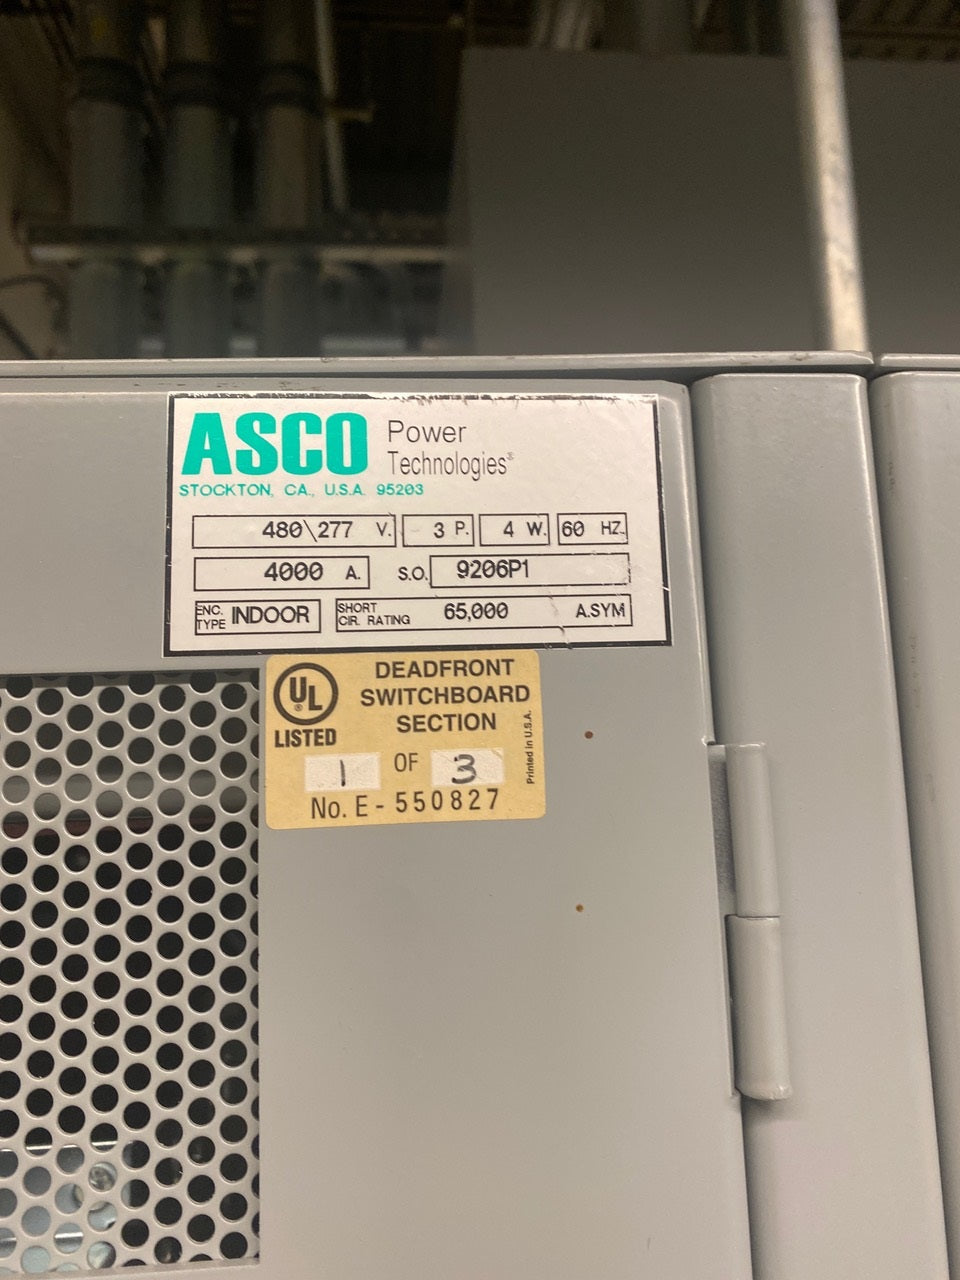 ASCO Power Technologies®
STOCKTON, CA., U.S.A. 95203
480\277 V. 3 P. 4 W. 60 HZ.
4000 A. S.O. 9206P1
ENC. TYPE INDOOR SHORT CIR. RATING 65,000 A.SYM
UL® LISTED
DEADFRONT
SWITCHBOARD
SECTION
1 OF 3
No. E - 550827
Printed in U.S.A.